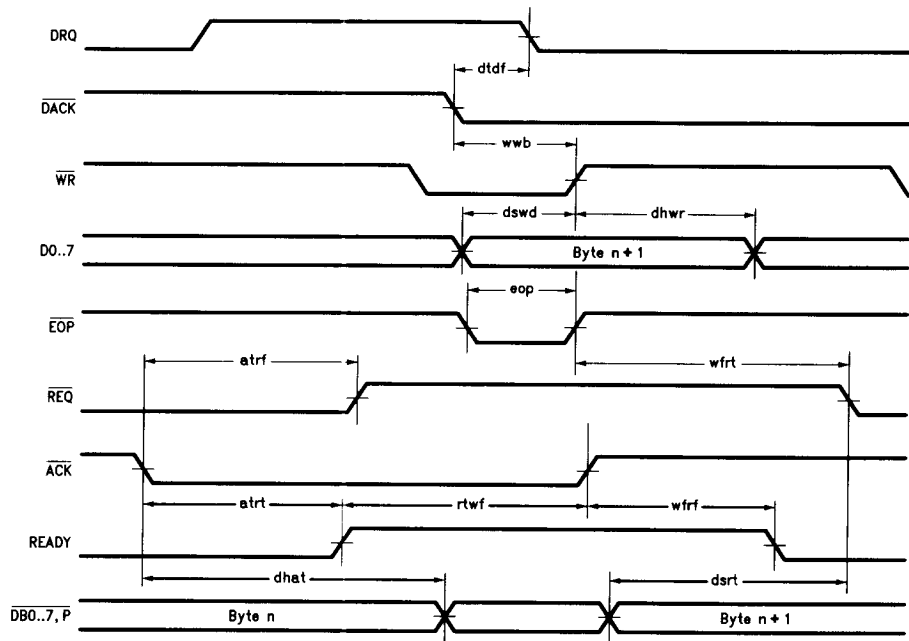 DRQ
dtdf
DACK
wwb
WR
dswd dhwr
D0..7 Byte n + 1
eop
EOP
atrf wfrt
REQ
ACK
atrt rtwf wfrf
READY
dhat dsrt
DB0..7, P Byte n Byte n + 1